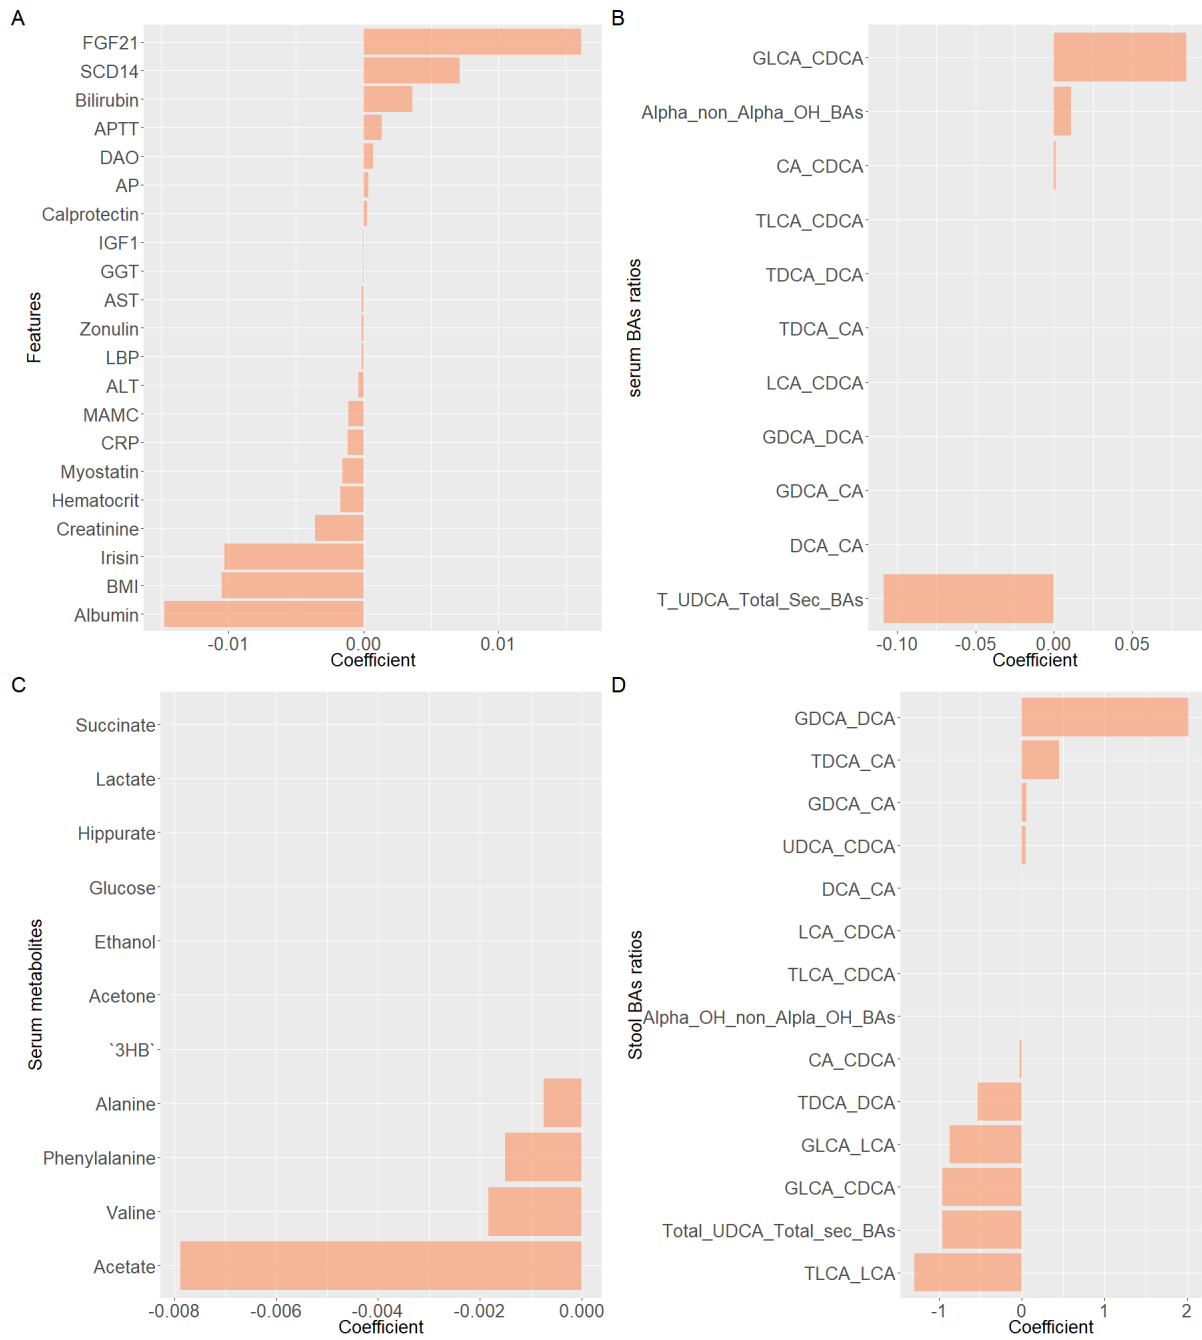 A
Features
FGF21
SCD14
Bilirubin
APTT
DAO
AP
Calprotectin
IGF1
GGT
AST
Zonulin
LBP
ALT
MAMC
CRP
Myostatin
Hematocrit
Creatinine
Irisin
BMI
Albumin
-0.01 0.00 0.01
Coefficient
B
serum BAs ratios
GLCA_CDCA
Alpha_non_Alpha_OH_BAs
CA_CDCA
TLCA_CDCA
TDCA_DCA
TDCA_CA
LCA_CDCA
GDCA_DCA
GDCA_CA
DCA_CA
T_UDCA_Total_Sec_BAs
-0.10 -0.05 0.00 0.05
Coefficient
C
Serum metabolites
Succinate
Lactate
Hippurate
Glucose
Ethanol
Acetone
`3HB`
Alanine
Phenylalanine
Valine
Acetate
-0.008 -0.006 -0.004 -0.002 0.000
Coefficient
D
Stool BAs ratios
GDCA_DCA
TDCA_CA
GDCA_CA
UDCA_CDCA
DCA_CA
LCA_CDCA
TLCA_CDCA
Alpha_OH_non_Alpla_OH_BAs
CA_CDCA
TDCA_DCA
GLCA_LCA
GLCA_CDCA
Total_UDCA_Total_sec_BAs
TLCA_LCA
-1 0 1 2
Coefficient